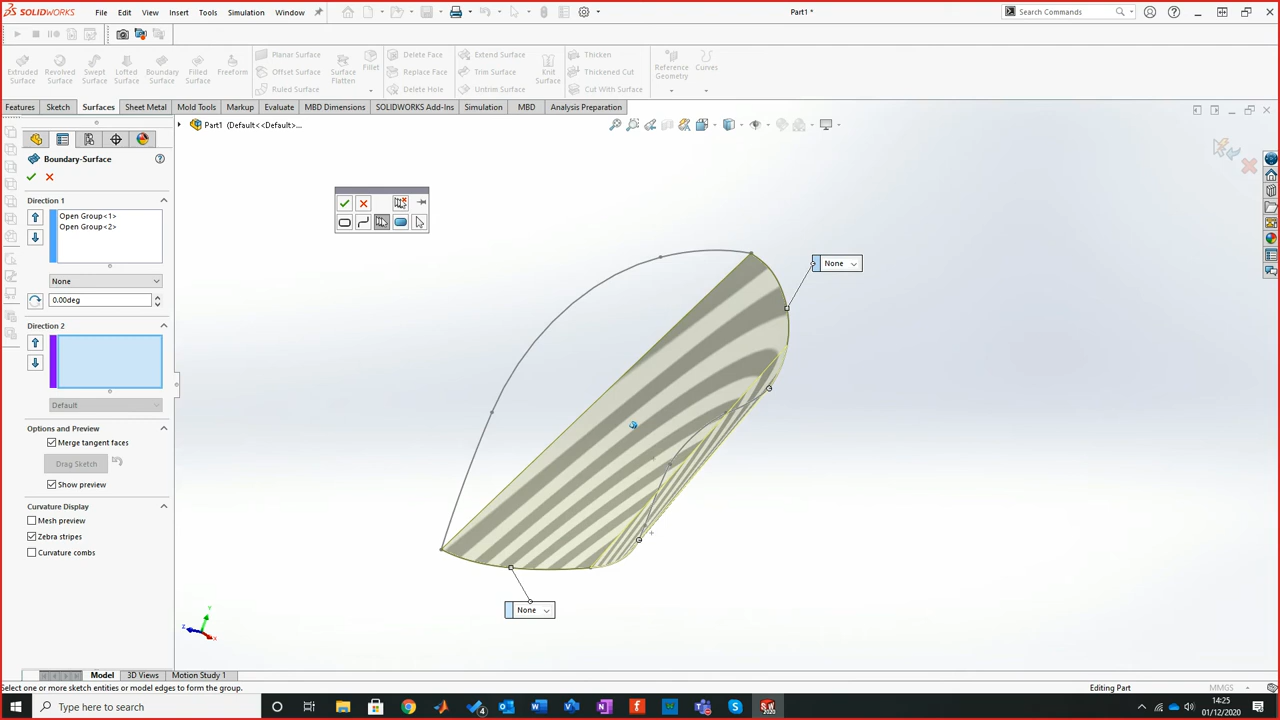 SOLIDWORKS File Edit View Insert Tools Simulation Window Part1 * Search Commands
Extruded Surface Revolved Surface Swept Surface Lofted Surface Boundary Surface Filled Surface Freeform
Planar Surface
Offset Surface
Ruled Surface
Surface Flatten
Fillet
Delete Face
Replace Face
Delete Hole
Extend Surface
Trim Surface
Untrim Surface
Knit Surface
Thicken
Thickened Cut
Cut With Surface
Reference Geometry
Curves
Features Sketch Surfaces Sheet Metal Mold Tools Markup Evaluate MBD Dimensions SOLIDWORKS Add-Ins Simulation MBD Analysis Preparation
Part1 (Default<<Default>...
Boundary-Surface
Direction 1
Open Group<1>
Open Group<2>
None
0.00deg
Direction 2
Default
Options and Preview
Merge tangent faces
Drag Sketch
Show preview
Curvature Display
Mesh preview
Zebra stripes
Curvature combs
None
None
Y
Z
X
Model 3D Views Motion Study 1
Select one or more sketch entities or model edges to form the group. Editing Part MMGS
Type here to search
4
SW
2020
14:25
01/12/2020